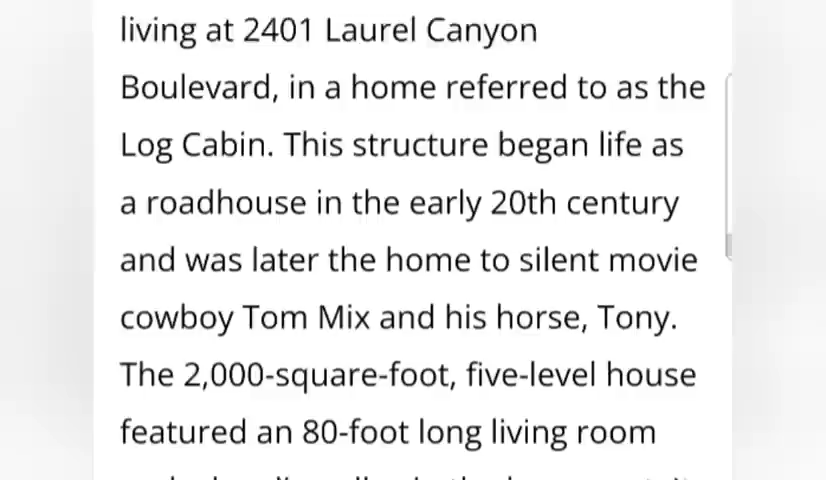 living at 2401 Laurel Canyon
Boulevard, in a home referred to as the
Log Cabin. This structure began life as
a roadhouse in the early 20th century
and was later the home to silent movie
cowboy Tom Mix and his horse, Tony.
The 2,000-square-foot, five-level house
featured an 80-foot long living room